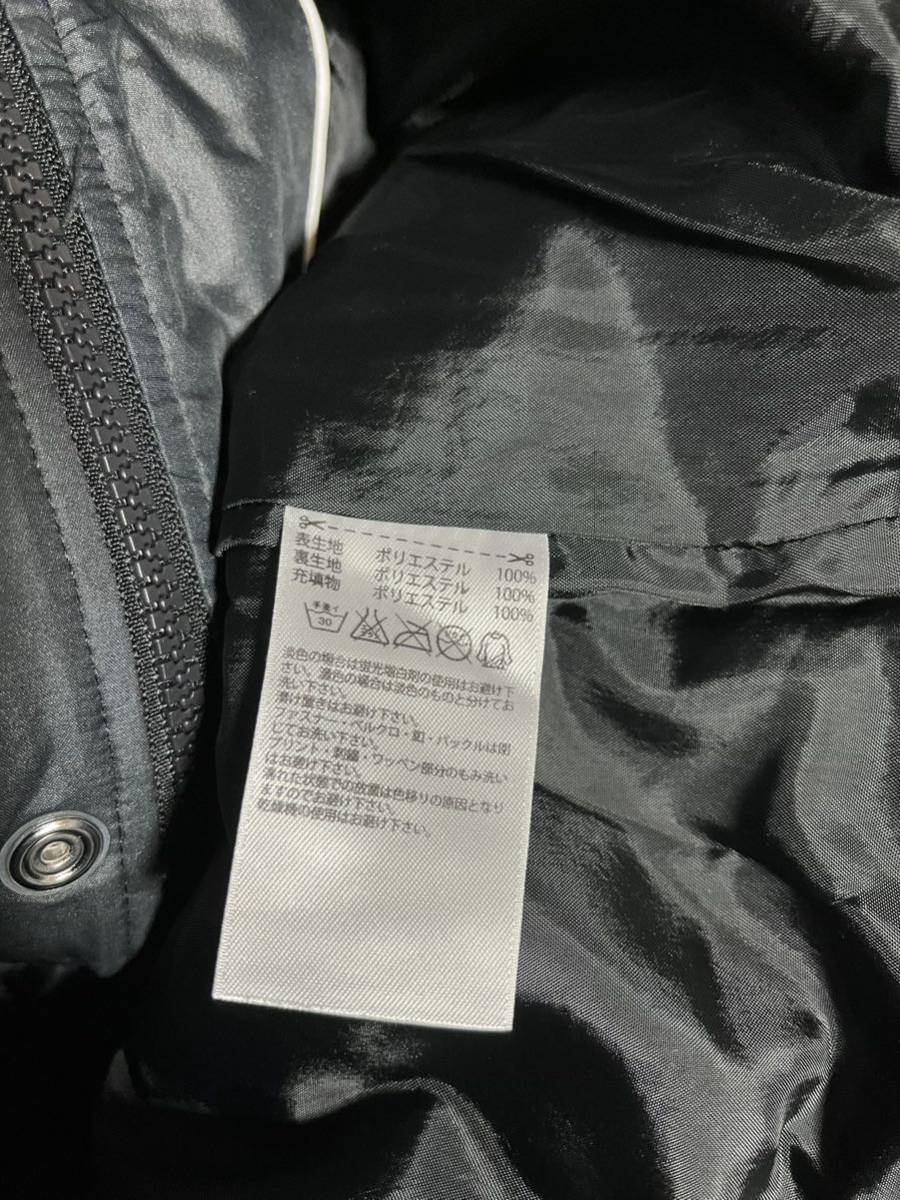 表生地 ポリエステル 100%
裏生地 ポリエステル 100%
充填物 ポリエステル 100%
手洗イ
30
淡色の場合は蛍光増白剤の使用はお避け下
さい。濃色の場合は淡色のものと分けてお
洗い下さい。
漬け置きはお避け下さい。
ファスナー・ベルクロ・釦・バックルは閉
じてお洗い下さい。
プリント・刺繍・ワッペン部分のもみ洗い
はお避け下さい。
濡れた状態での放置は色移りの原因となり
ますのでお避け下さい。
乾燥機の使用はお避け下さい。